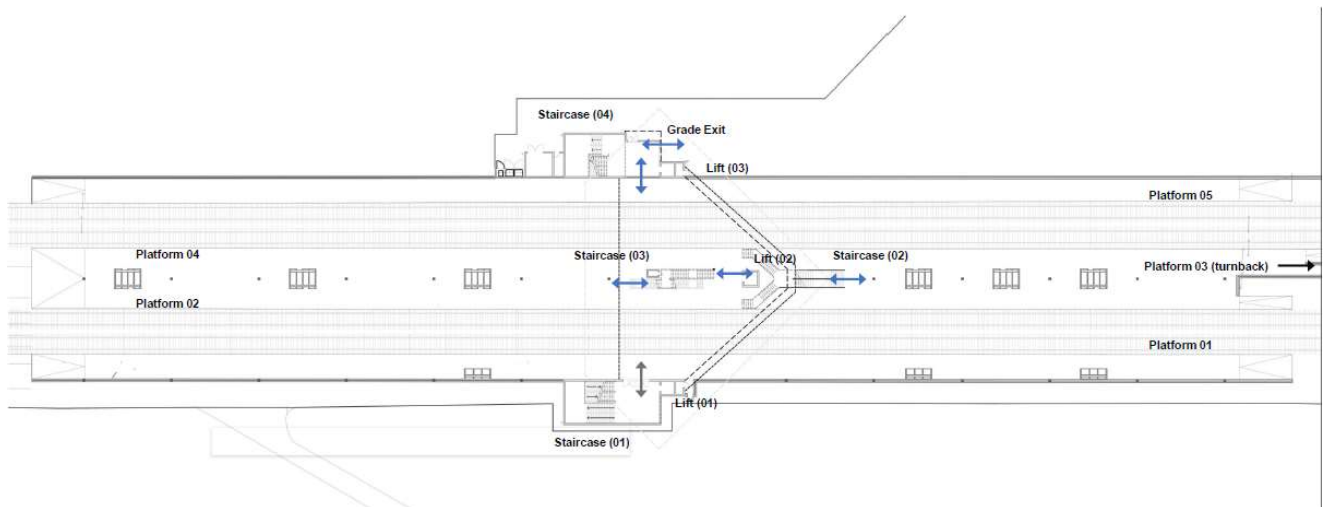 Staircase (04)
Grade Exit
Lift (03)
Platform 05
Platform 04
Staircase (03)
Lift (02)
Staircase (02)
Platform 03 (turnback)
Platform 02
Platform 01
Lift (01)
Staircase (01)